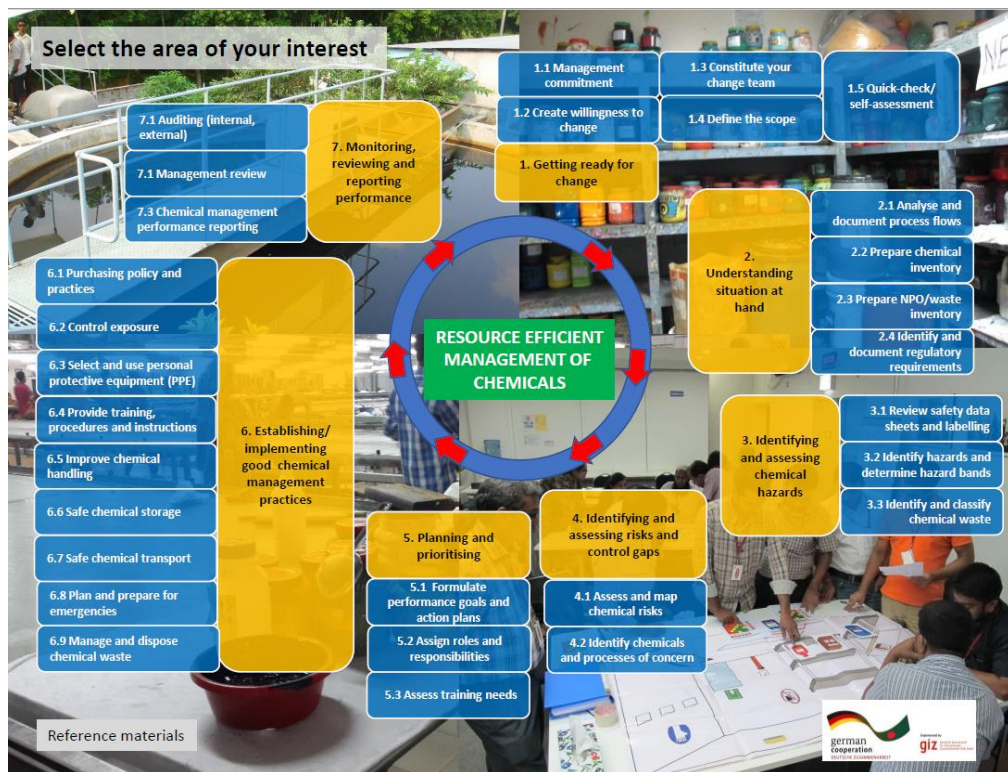 Select the area of your interest
1.1 Management
commitment
1.3 Constitute your
change team
1.5 Quick-check/
self-assessment
1.2 Create willingness to
change
1.4 Define the scope
1. Getting ready for
change
7.1 Auditing (internal,
external)
7.1 Management review
7.3 Chemical management
performance reporting
7. Monitoring,
reviewing and
reporting
performance
2.
Understanding
situation at
hand
2.1 Analyse and
document process flows
2.2 Prepare chemical
inventory
2.3 Prepare NPO/waste
inventory
2.4 Identify and
document regulatory
requirements
RESOURCE EFFICIENT
MANAGEMENT OF
CHEMICALS
6.1 Purchasing policy and
practices
6.2 Control exposure
6.3 Select and use personal
protective equipment (PPE)
6.4 Provide training,
procedures and instructions
6.5 Improve chemical
handling
6.6 Safe chemical storage
6.7 Safe chemical transport
6.8 Plan and prepare for
emergencies
6.9 Manage and dispose
chemical waste
6. Establishing/
implementing
good chemical
management
practices
3. Identifying
and assessing
chemical
hazards
3.1 Review safety data
sheets and labelling
3.2 Identify hazards and
determine hazard bands
3.3 Identify and classify
chemical waste
5. Planning and
prioritising
5.1 Formulate
performance goals and
action plans
5.2 Assign roles and
responsibilities
5.3 Assess training needs
4. Identifying and
assessing risks and
control gaps
4.1 Assess and map
chemical risks
4.2 Identify chemicals
and processes of concern
Reference materials
german
cooperation
DEUTSCHE ZUSAMMENARBEIT
giz